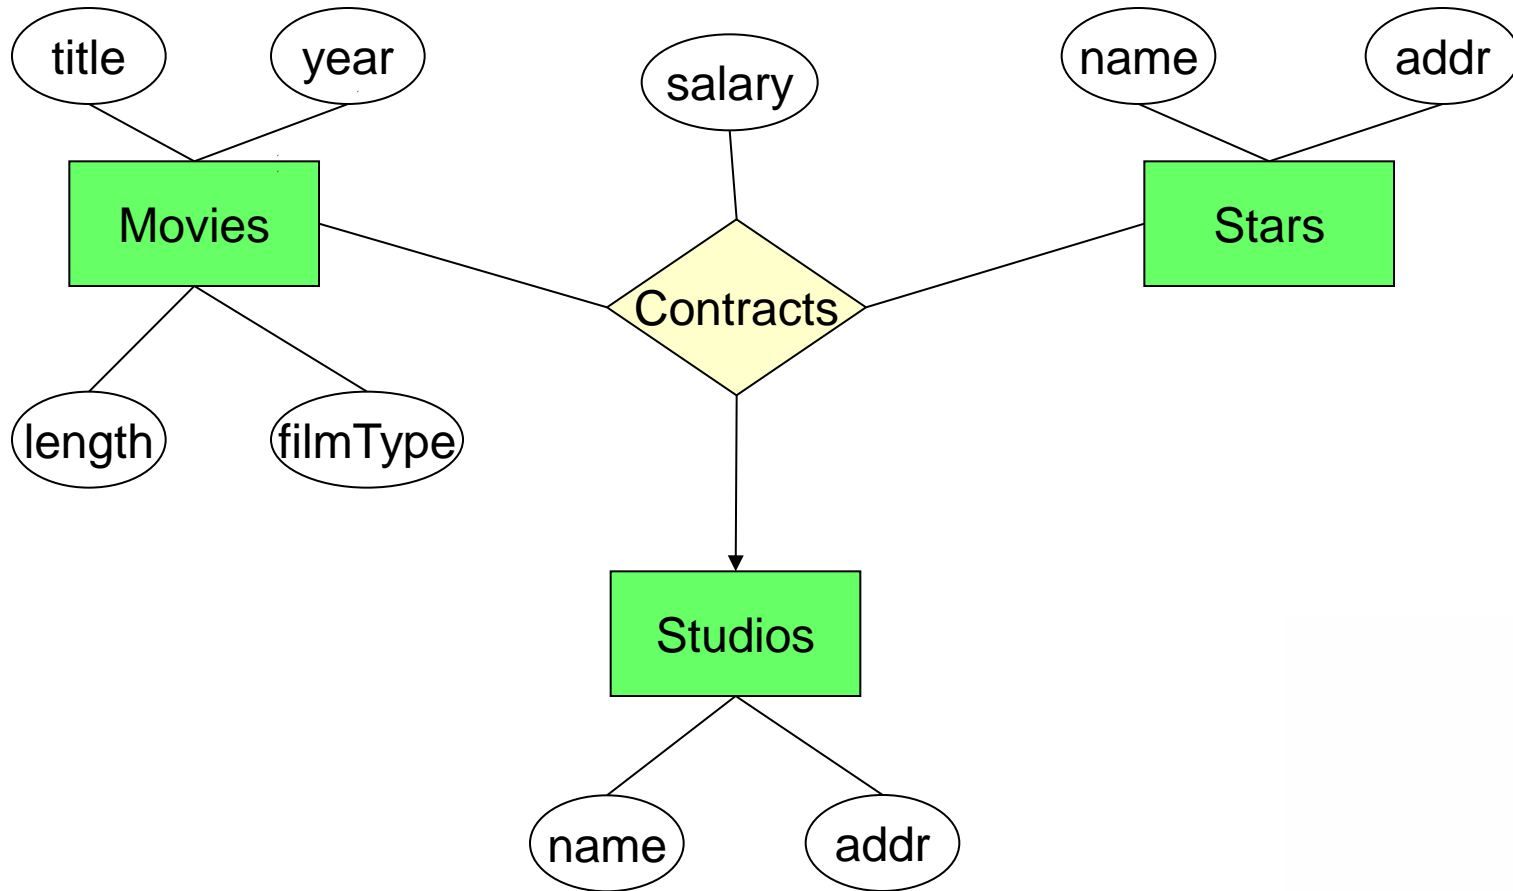 title
year
salary
name
addr
Movies
Stars
Contracts
length
filmType
Studios
name
addr